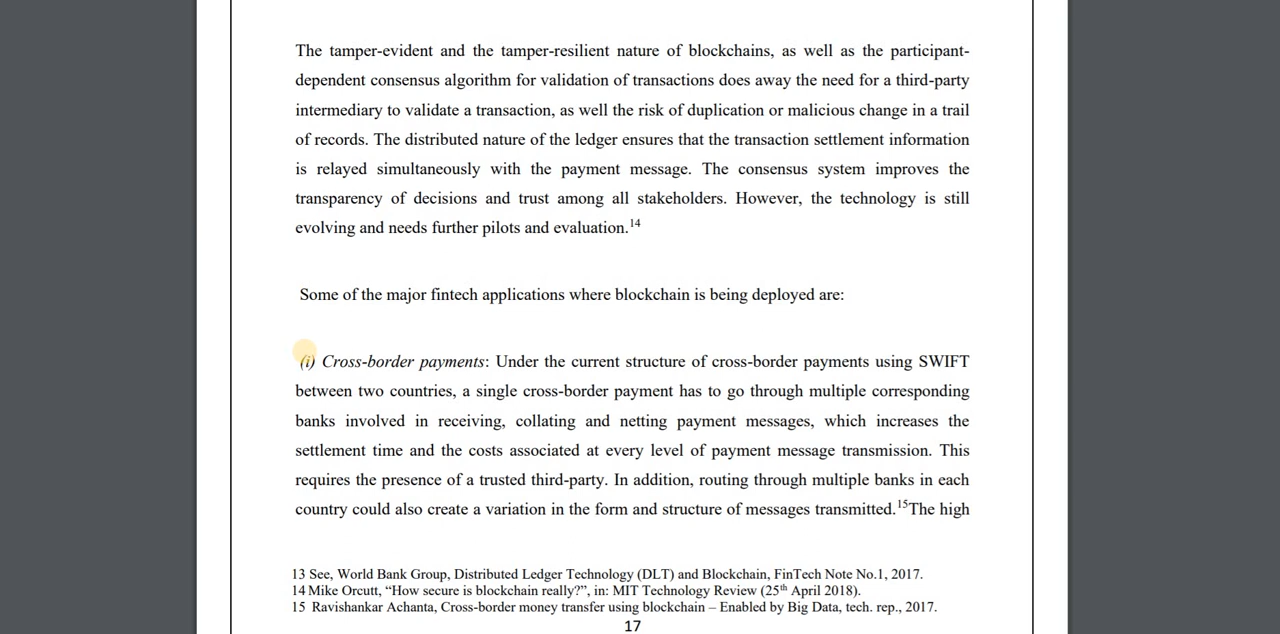 The tamper-evident and the tamper-resilient nature of blockchains, as well as the participant-
dependent consensus algorithm for validation of transactions does away the need for a third-party
intermediary to validate a transaction, as well the risk of duplication or malicious change in a trail
of records. The distributed nature of the ledger ensures that the transaction settlement information
is relayed simultaneously with the payment message. The consensus system improves the
transparency of decisions and trust among all stakeholders. However, the technology is still
evolving and needs further pilots and evaluation.14
Some of the major fintech applications where blockchain is being deployed are:
(i) Cross-border payments: Under the current structure of cross-border payments using SWIFT
between two countries, a single cross-border payment has to go through multiple corresponding
banks involved in receiving, collating and netting payment messages, which increases the
settlement time and the costs associated at every level of payment message transmission. This
requires the presence of a trusted third-party. In addition, routing through multiple banks in each
country could also create a variation in the form and structure of messages transmitted.15The high
13 See, World Bank Group, Distributed Ledger Technology (DLT) and Blockchain, FinTech Note No.1, 2017.
14 Mike Orcutt, “How secure is blockchain really?”, in: MIT Technology Review (25th April 2018).
15 Ravishankar Achanta, Cross-border money transfer using blockchain – Enabled by Big Data, tech. rep., 2017.
17